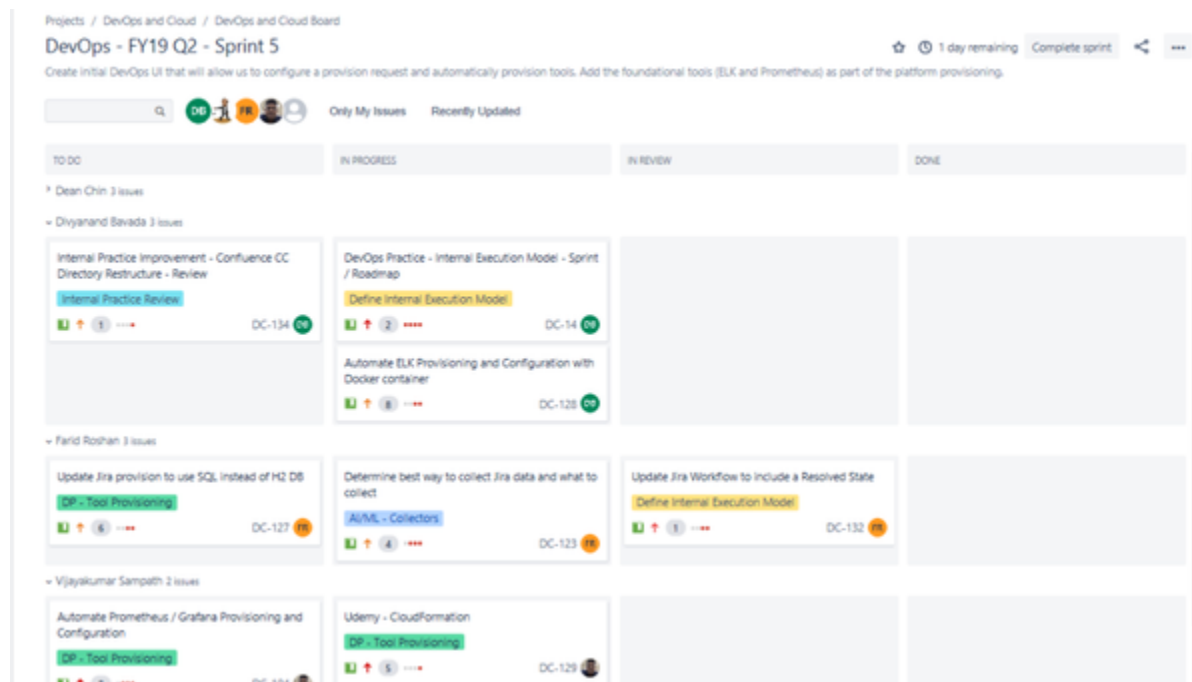 Projects / DevOps and Cloud / DevOps and Cloud Board
DevOps - FY19 Q2 - Sprint 5
1 day remaining Complete sprint
Create initial DevOps UI that will allow us to configure a provision request and automatically provision tools. Add the foundational tools (ELK and Prometheus) as part of the platform provisioning.
DB FR Only My Issues Recently Updated
TO DO IN PROGRESS IN REVIEW DONE
Dean Chin 3 issues
Divyanand Bavada 3 issues
Internal Practice Improvement - Confluence CC
Directory Restructure - Review
Internal Practice Review
1 DC-134 DB
DevOps Practice - Internal Execution Model - Sprint
/ Roadmap
Define Internal Execution Model
2 DC-14 DB
Automate ELK Provisioning and Configuration with
Docker container
8 DC-128 DB
Farid Roshan 3 issues
Update Jira provision to use SQL instead of H2 DB
DP - Tool Provisioning
6 DC-127 FR
Determine best way to collect Jira data and what to
collect
AI/ML - Collectors
4 DC-123 FR
Update Jira Workflow to include a Resolved State
Define Internal Execution Model
1 DC-132 FR
Vijayakumar Sampath 2 issues
Automate Prometheus / Grafana Provisioning and
Configuration
DP - Tool Provisioning
Udemy - CloudFormation
DP - Tool Provisioning
5 DC-129